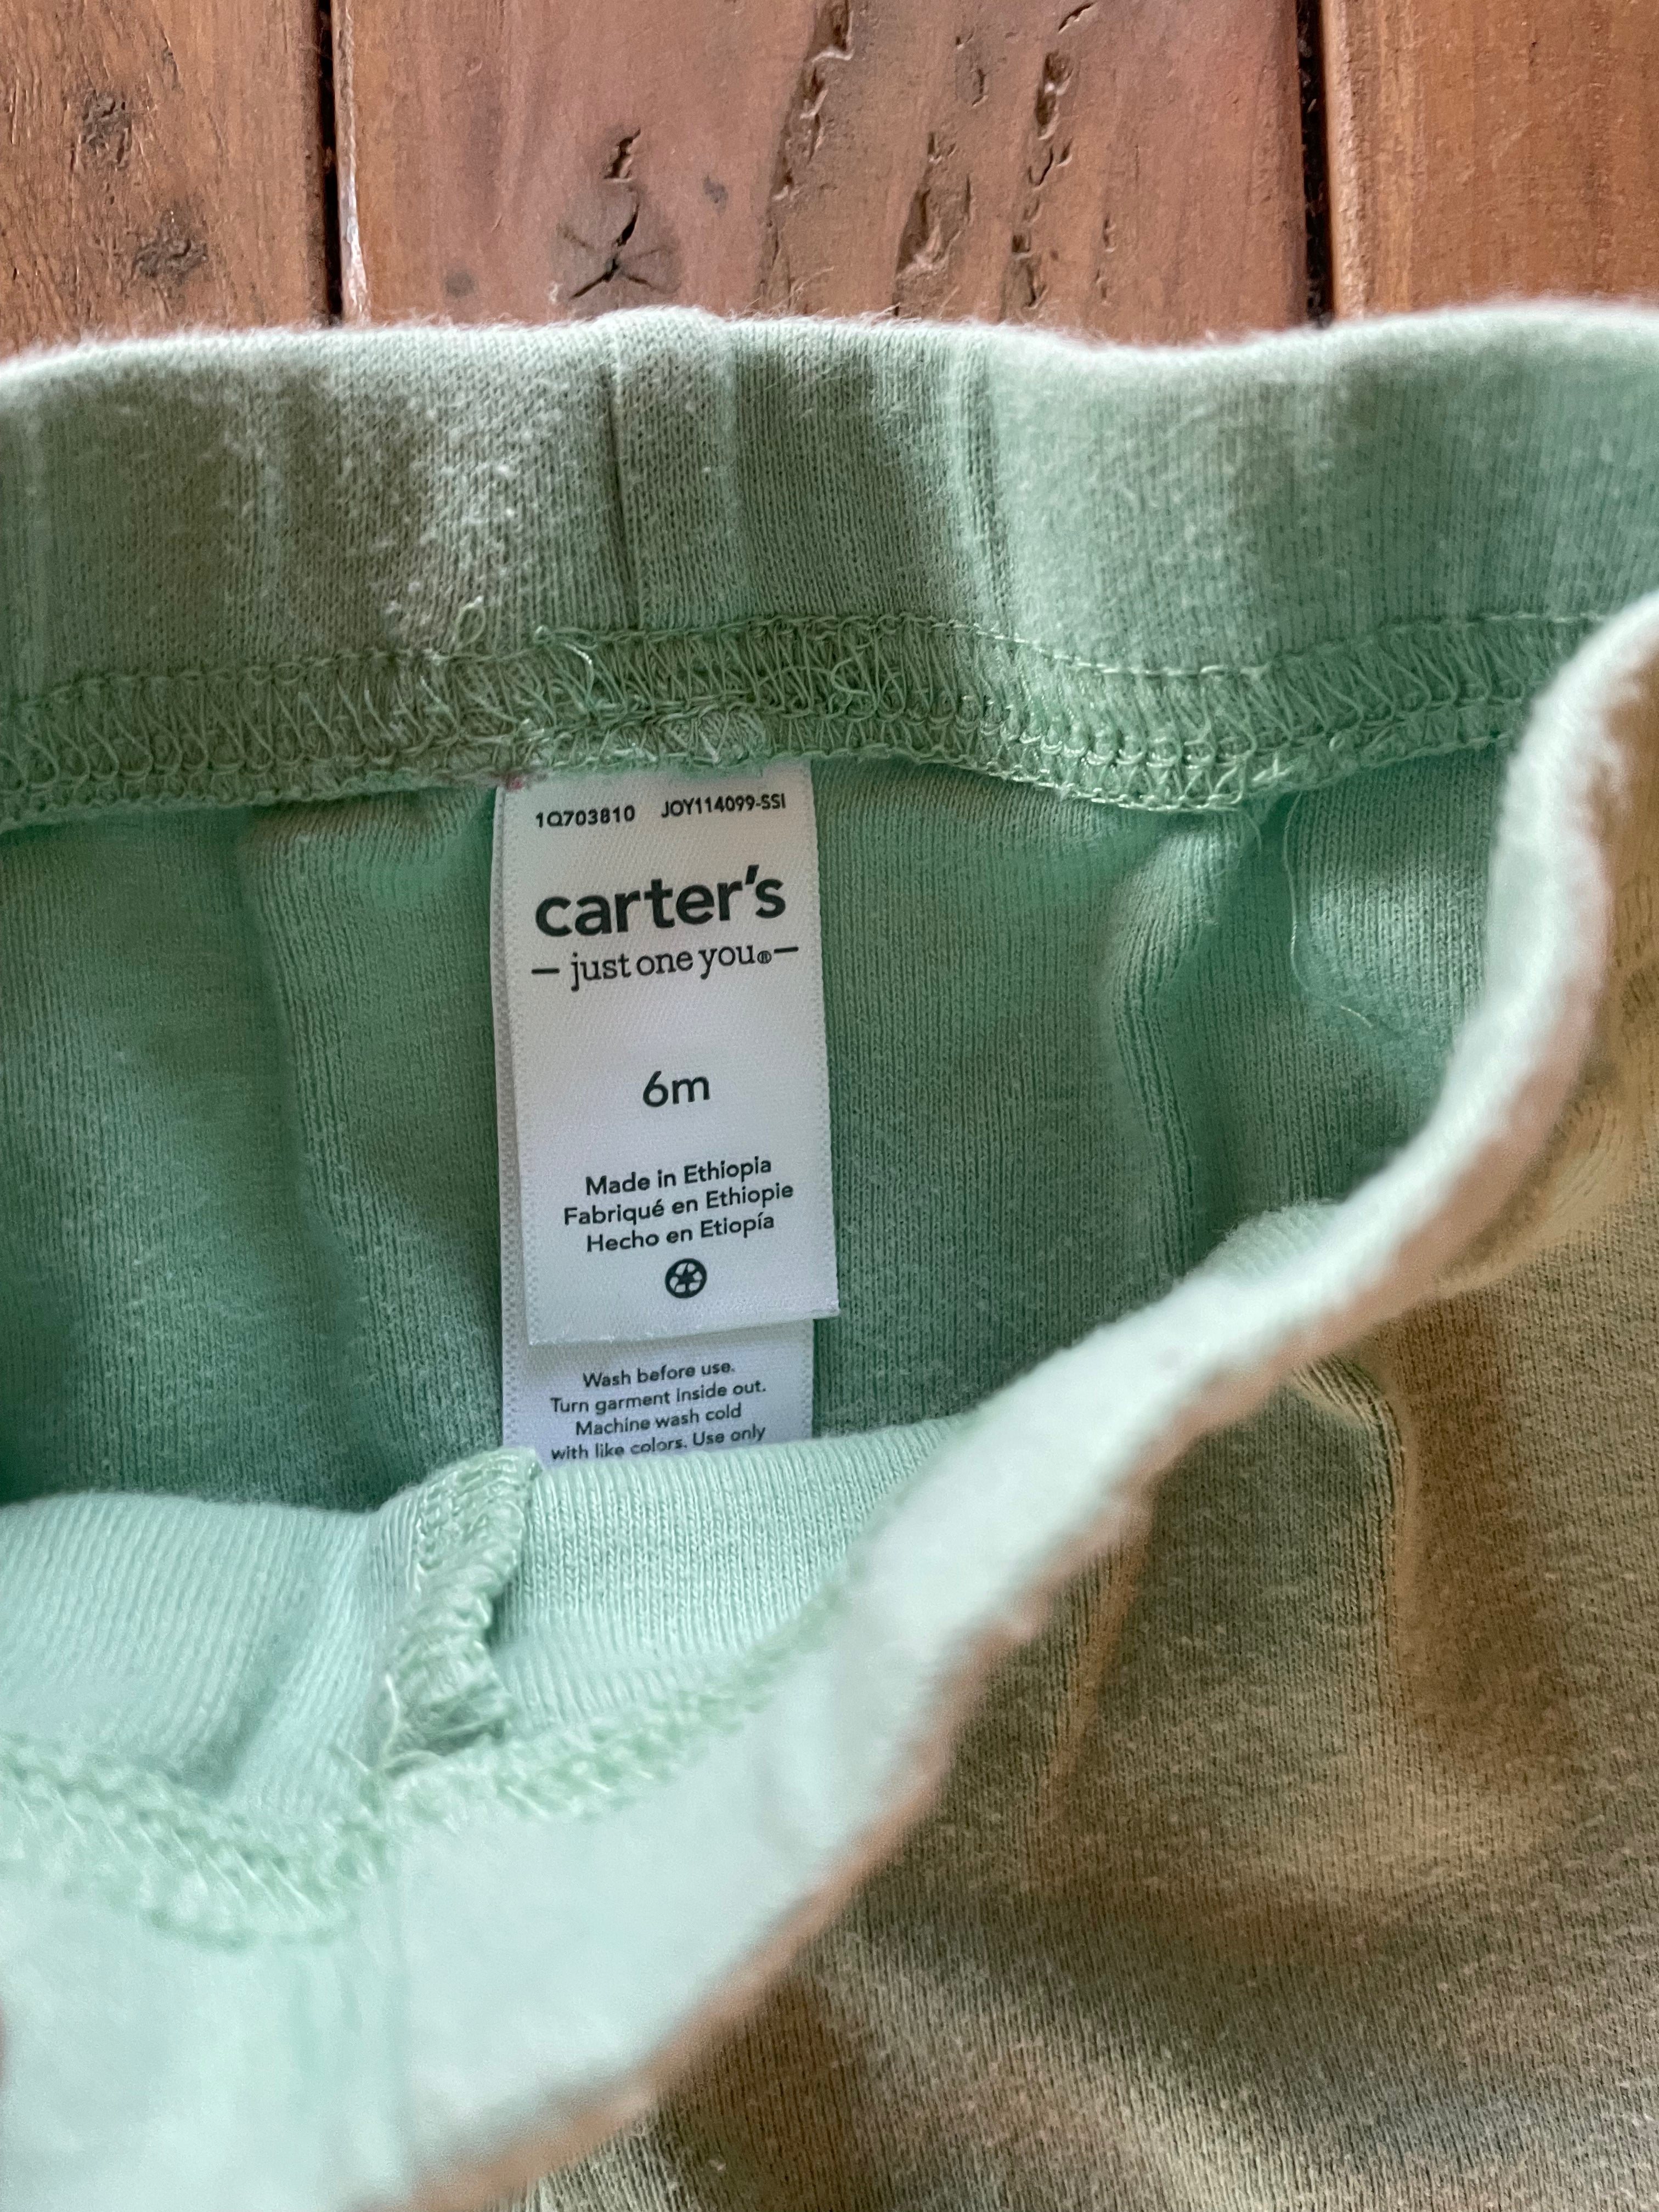 1Q703810 JOY114099-SSI
carter's
just one you®
6m
Made in Ethiopia
Fabriqué en Ethiopie
Hecho en Etiopía
Wash before use.
Turn garment inside out.
Machine wash cold
with like colors. Use only